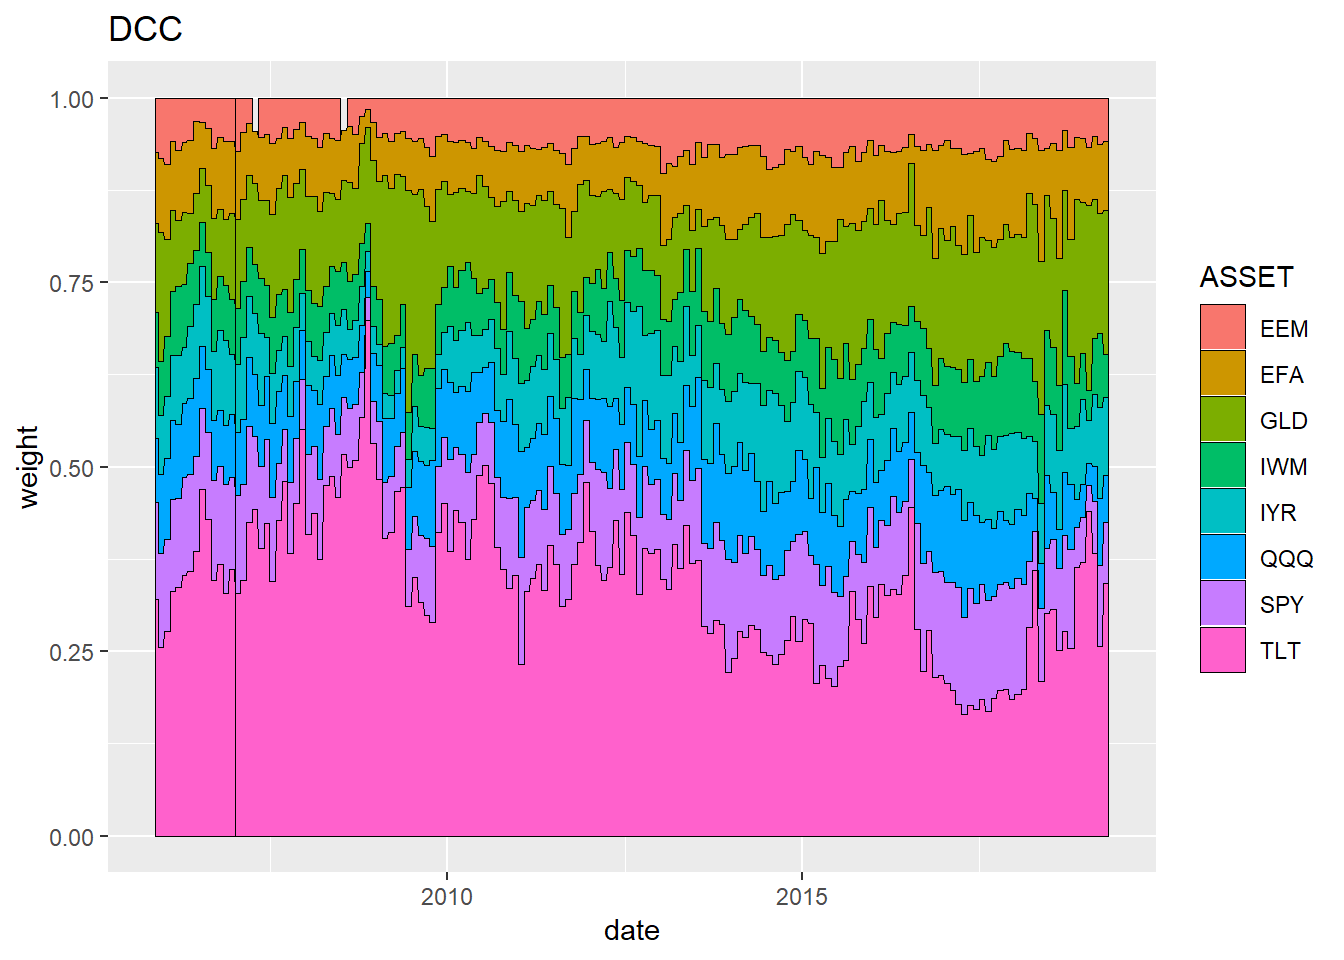 DCC
1.00
0.75
0.50
0.25
0.00
weight
2010
2015
date
ASSET
EEM
EFA
GLD
IWM
IYR
QQQ
SPY
TLT